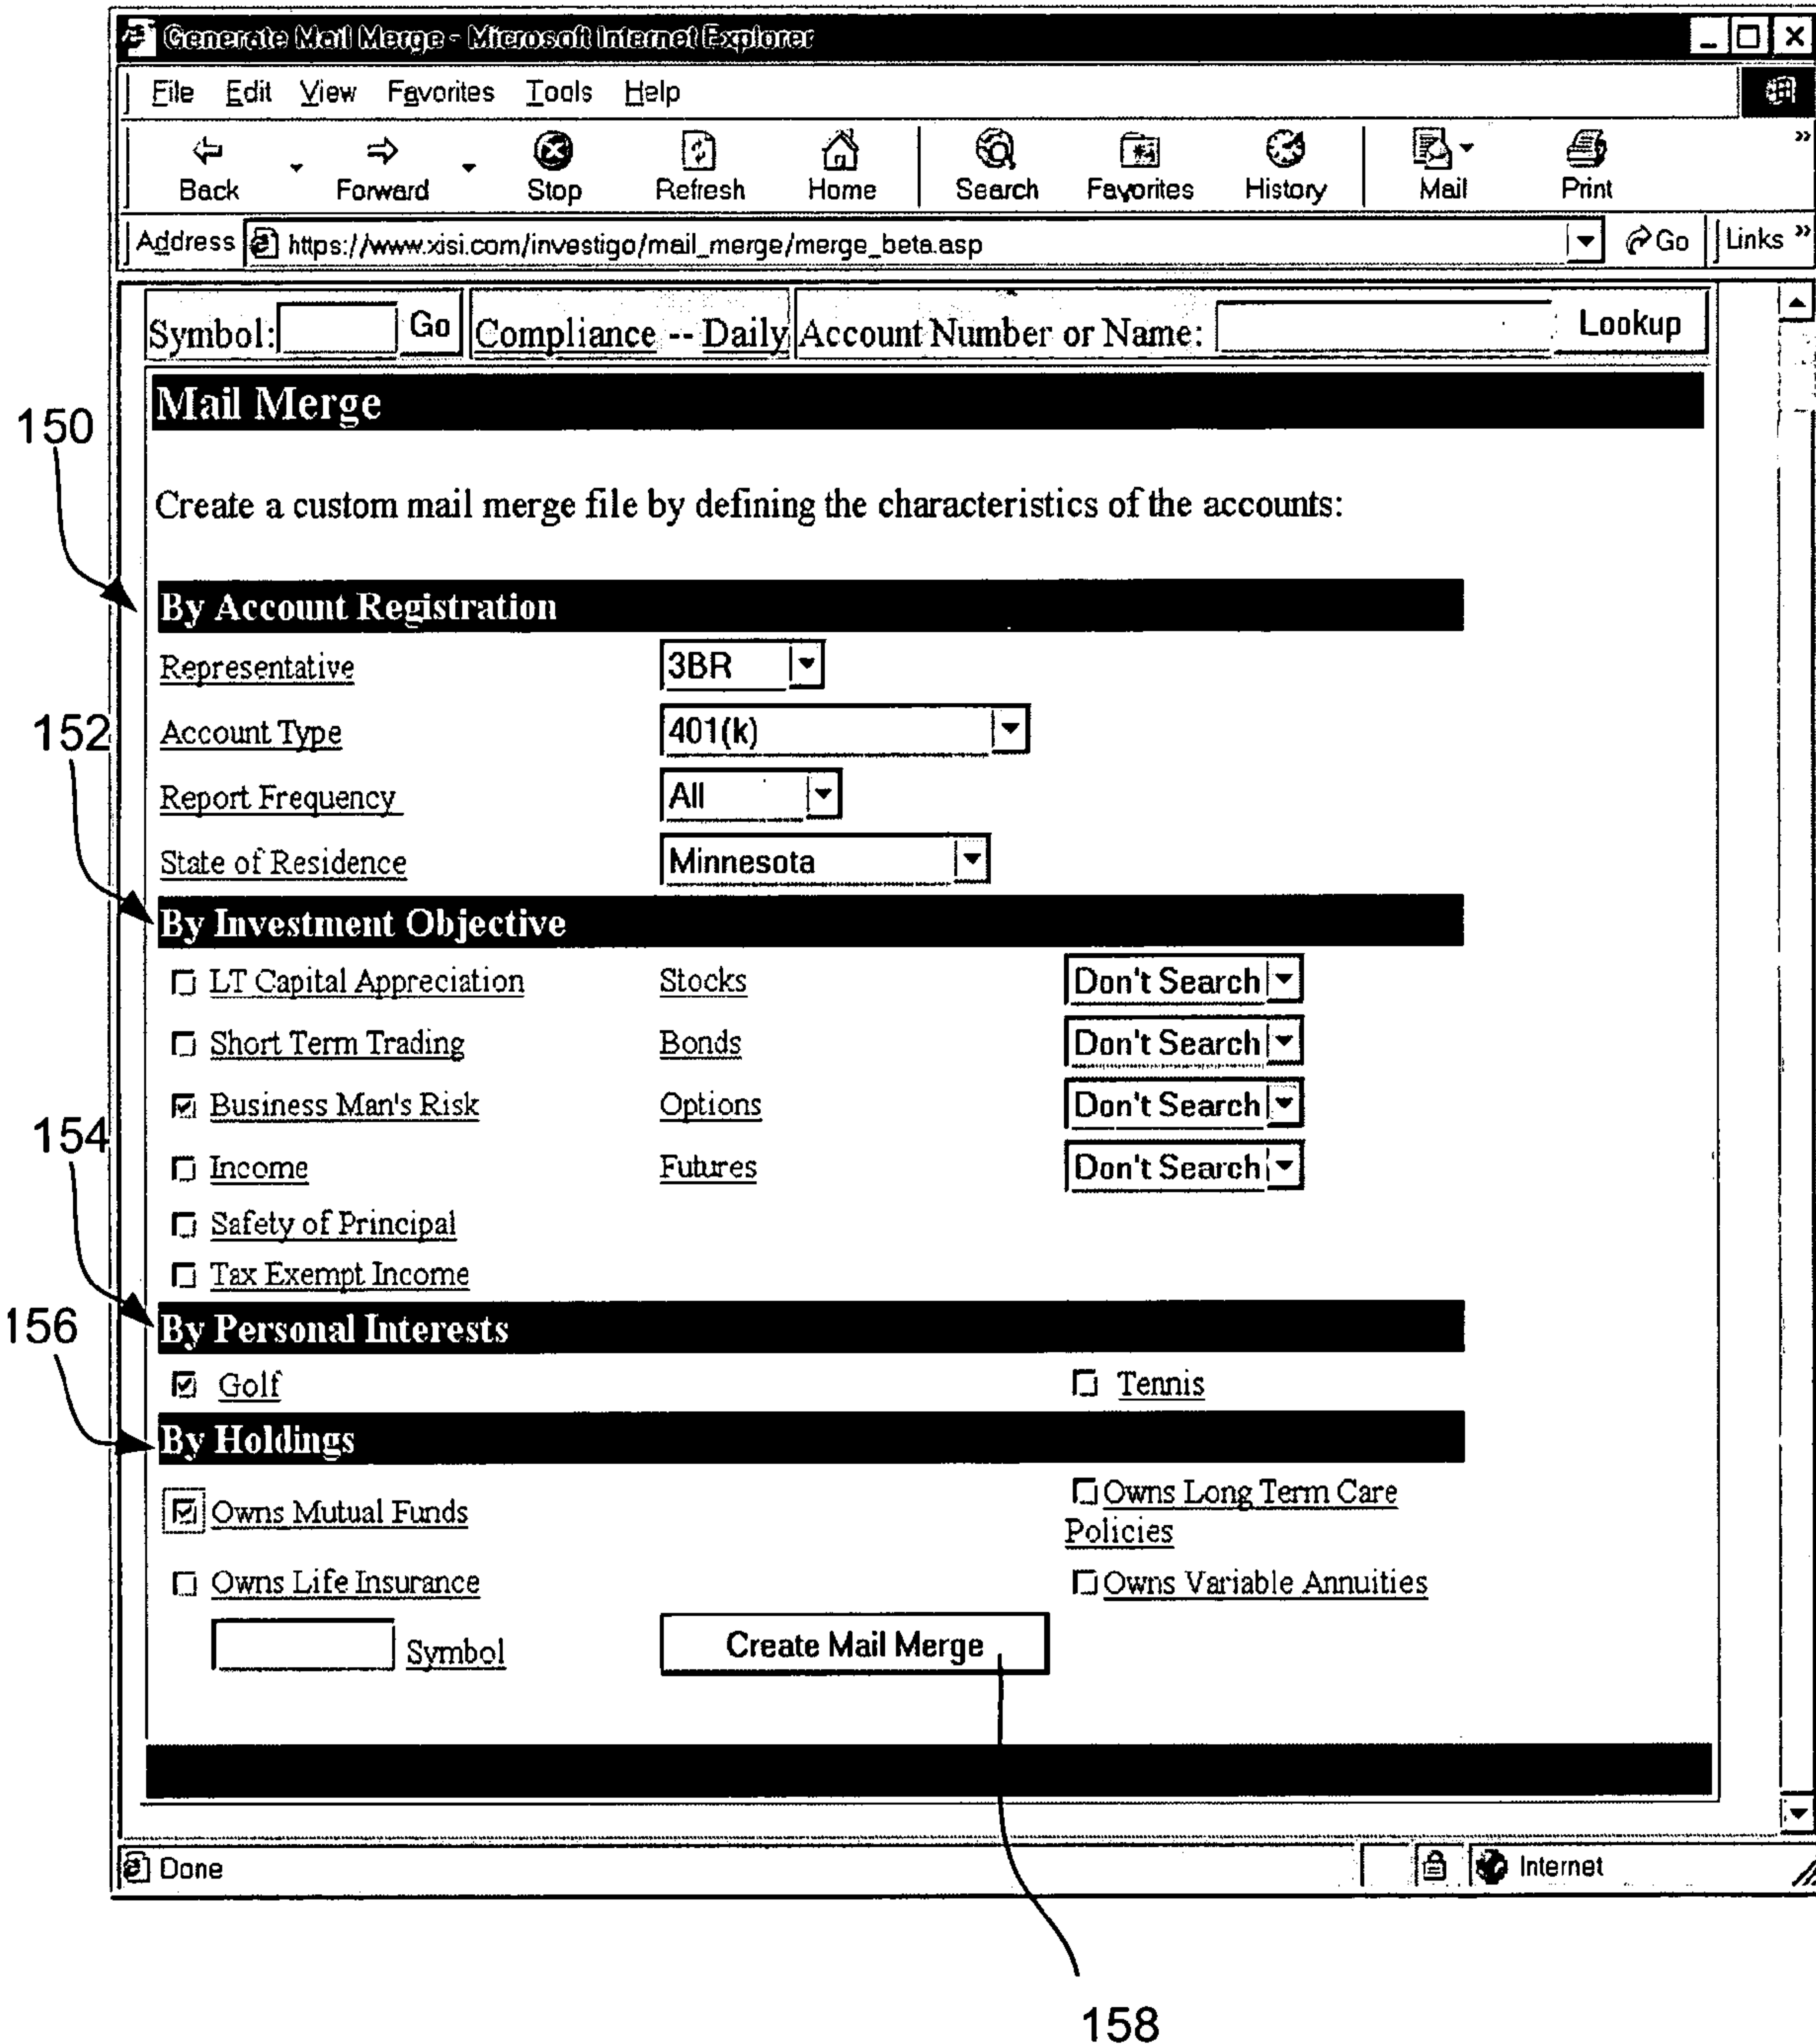 Generate Mail Merge - Microsoft Internet Explorer
File Edit View Favorites Tools Help
Back Forward Stop Refresh Home Search Favorites History Mail Print »
Address https://www.xisi.com/investigo/mail_merge/merge_beta.asp Go Links »
Symbol: Go Compliance -- Daily Account Number or Name: Lookup
Mail Merge
150
Create a custom mail merge file by defining the characteristics of the accounts:
By Account Registration
Representative 3BR
152
Account Type 401(k)
Report Frequency All
State of Residence Minnesota
By Investment Objective
LT Capital Appreciation Stocks Don't Search
Short Term Trading Bonds Don't Search
Business Man's Risk Options Don't Search
154
Income Futures Don't Search
Safety of Principal
Tax Exempt Income
156
By Personal Interests
Golf Tennis
By Holdings
Owns Mutual Funds Owns Long Term Care
Policies
Owns Life Insurance Owns Variable Annuities
Symbol Create Mail Merge
Done Internet
158